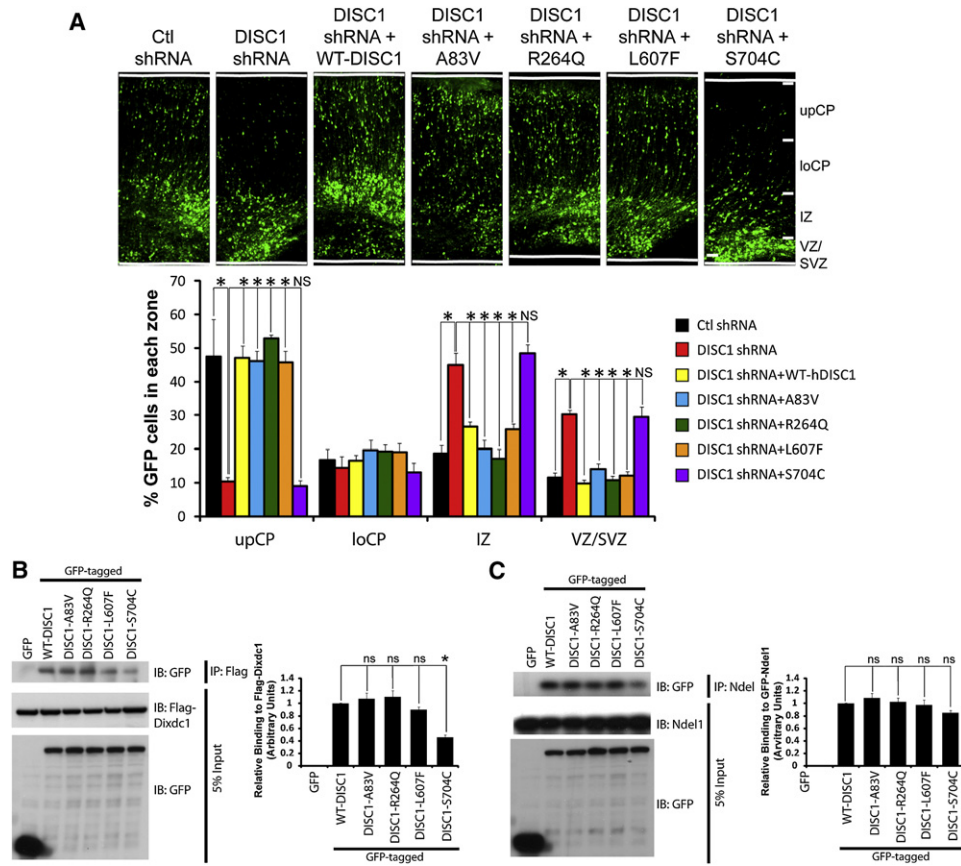 A
Ctl shRNA
DISC1 shRNA
DISC1 shRNA + WT-DISC1
DISC1 shRNA + A83V
DISC1 shRNA + R264Q
DISC1 shRNA + L607F
DISC1 shRNA + S704C
upCP
loCP
IZ
VZ/ SVZ
% GFP cells in each zone
70
60
50
40
30
20
10
0
* * * * * NS
* * * * * NS
* * * * * NS
upCP
loCP
IZ
VZ/SVZ
Ctl shRNA
DISC1 shRNA
DISC1 shRNA+WT-hDISC1
DISC1 shRNA+A83V
DISC1 shRNA+R264Q
DISC1 shRNA+L607F
DISC1 shRNA+S704C
B
GFP-tagged
GFP
WT-DISC1
DISC1-A83V
DISC1-R264Q
DISC1-L607F
DISC1-S704C
IB: GFP
IP: Flag
IB: Flag-Dixdc1
IB: GFP
5% Input
Relative Binding to Flag-Dixdc1 (Arbitrary Units)
1.4
1.2
1
0.8
0.6
0.4
0.2
0
ns
ns
ns
*
GFP
WT-DISC1
DISC1-A83V
DISC1-R264Q
DISC1-L607F
DISC1-S704C
GFP-tagged
C
GFP-tagged
GFP
WT-DISC1
DISC1-A83V
DISC1-R264Q
DISC1-L607F
DISC1-S704C
IB: GFP
IP: Ndel
IB: Ndel1
IB: GFP
5% Input
Relative Binding to GFP-Ndel1 (Arvitrary Units)
1.4
1.2
1
0.8
0.6
0.4
0.2
0
ns
ns
ns
ns
GFP
WT-DISC1
DISC1-A83V
DISC1-R264Q
DISC1-L607F
DISC1-S704C
GFP-tagged